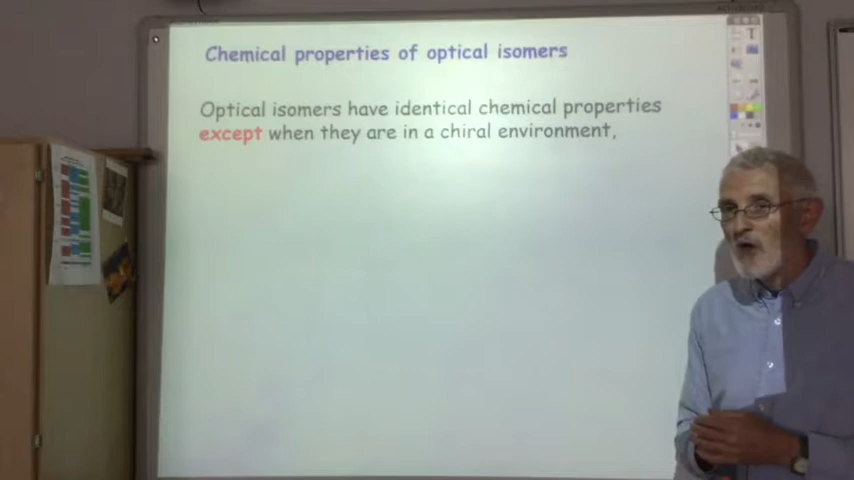 Chemical properties of optical isomers
Optical isomers have identical chemical properties
except when they are in a chiral environment,